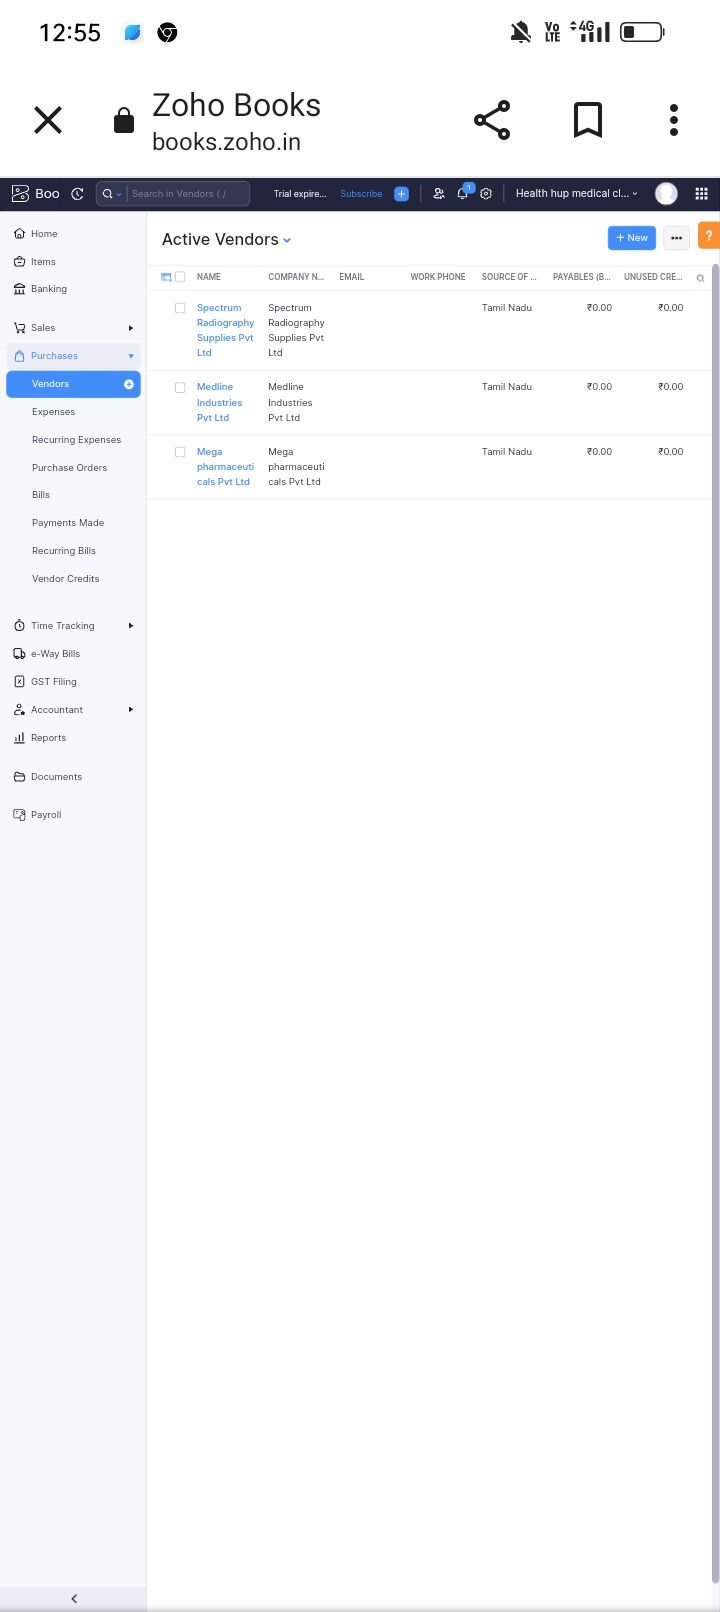 12:55
Vo
LTE
4G
Zoho Books
books.zoho.in
Boo
Search in Vendors ( /
Trial expire...
Subscribe
1
Health hup medical cl...
Home
Items
Banking
Sales
Purchases
Vendors
Expenses
Recurring Expenses
Purchase Orders
Bills
Payments Made
Recurring Bills
Vendor Credits
Time Tracking
e-Way Bills
GST Filing
Accountant
Reports
Documents
Payroll
Active Vendors
+ New
?
NAME COMPANY N... EMAIL WORK PHONE SOURCE OF ... PAYABLES (B... UNUSED CRE...
Spectrum Spectrum Tamil Nadu ₹0.00 ₹0.00
Radiography Radiography
Supplies Pvt Supplies Pvt
Ltd Ltd
Medline Medline Tamil Nadu ₹0.00 ₹0.00
Industries Industries
Pvt Ltd Pvt Ltd
Mega Mega Tamil Nadu ₹0.00 ₹0.00
pharmaceuti pharmaceuti
cals Pvt Ltd cals Pvt Ltd